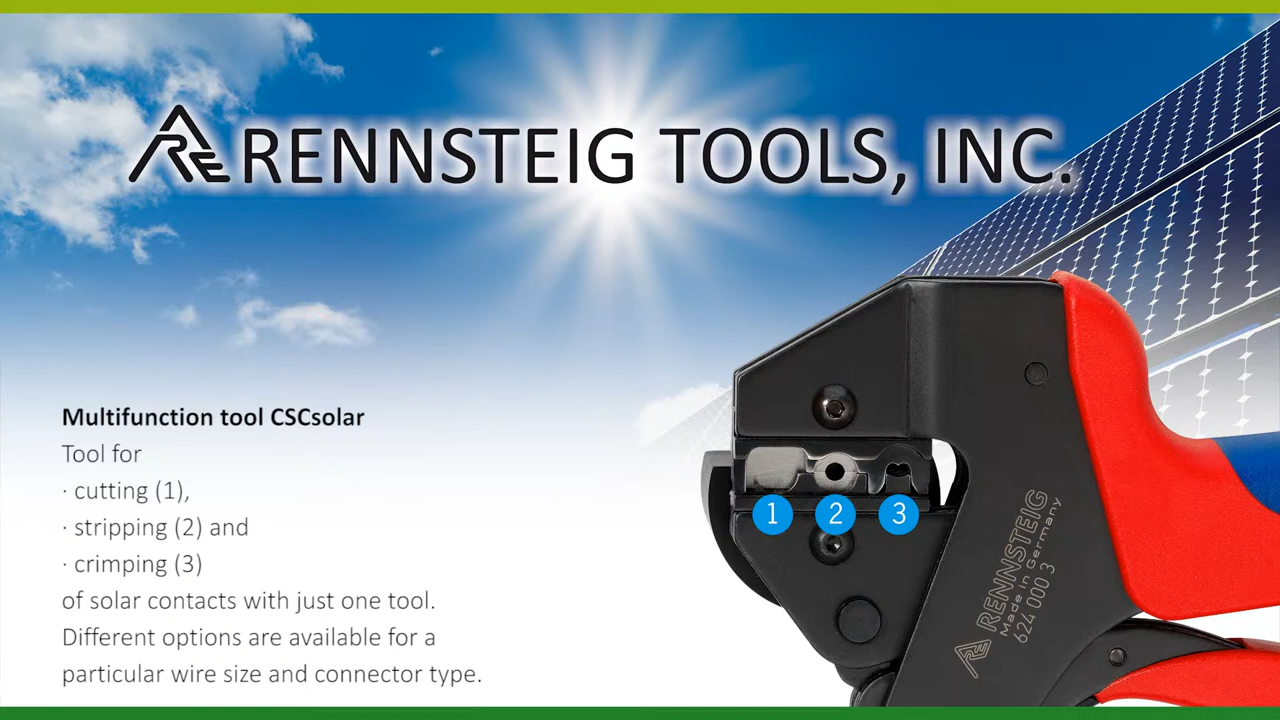 RE RENNSTEIG TOOLS, INC.
Multifunction tool CSCsolar
Tool for
· cutting (1),
· stripping (2) and
· crimping (3)
of solar contacts with just one tool.
Different options are available for a
particular wire size and connector type.
1 2 3
RE RENNSTEIG
Made in Germany
624 000 3